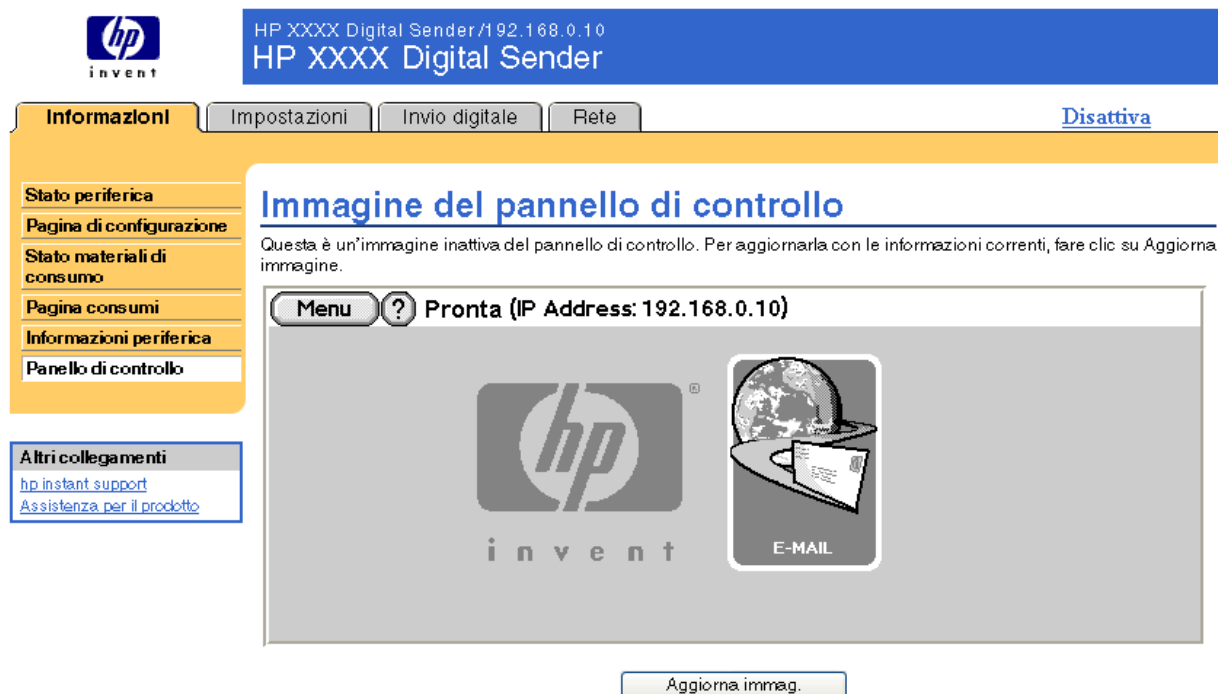 hp
invent
HP XXXX Digital Sender/192.168.0.10
HP XXXX Digital Sender
Informazioni
Impostazioni
Invio digitale
Rete
Disattiva
Stato periferica
Pagina di configurazione
Stato materiali di
consumo
Pagina consumi
Informazioni periferica
Panello di controllo
Altri collegamenti
hp instant support
Assistenza per il prodotto
Immagine del pannello di controllo
Questa è un'immagine inattiva del pannello di controllo. Per aggiornarla con le informazioni correnti, fare clic su Aggiorna
immagine.
Menu ? Pronta (IP Address: 192.168.0.10)
hp ®
invent
E-MAIL
Aggiorna immag.